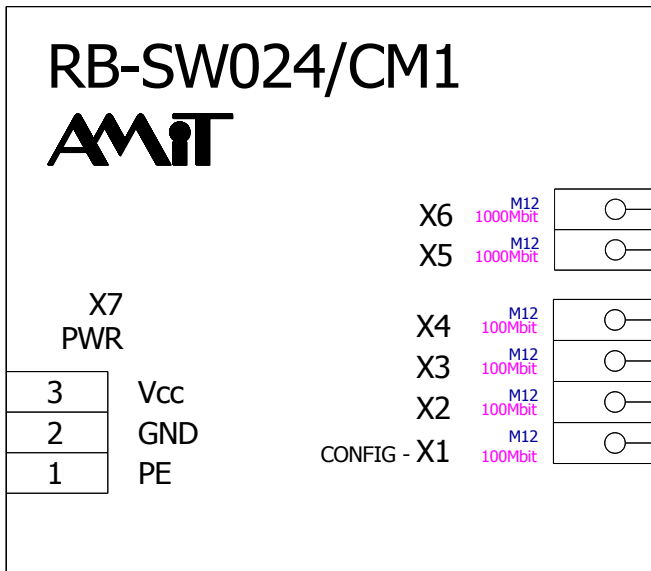 RB-SW024/CM1
AMiT
X6 M12 1000Mbit
X5 M12 1000Mbit
X7
PWR
X4 M12 100Mbit
X3 M12 100Mbit
X2 M12 100Mbit
CONFIG - X1 M12 100Mbit
3 Vcc
2 GND
1 PE